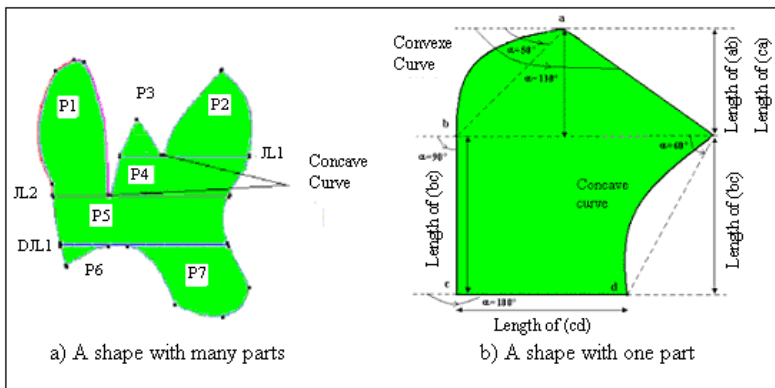 P1
P3
P2
JL1
P4
Concave
Curve
JL2
P5
DJL1
P6
P7
a) A shape with many parts
a
Convexe
Curve
α=50°
α=130°
Length of (ab)
Length of (ca)
b
α=90°
α=60°
Concave
curve
Length of (bc)
Length of (bc)
c
d
α=180°
Length of (cd)
b) A shape with one part